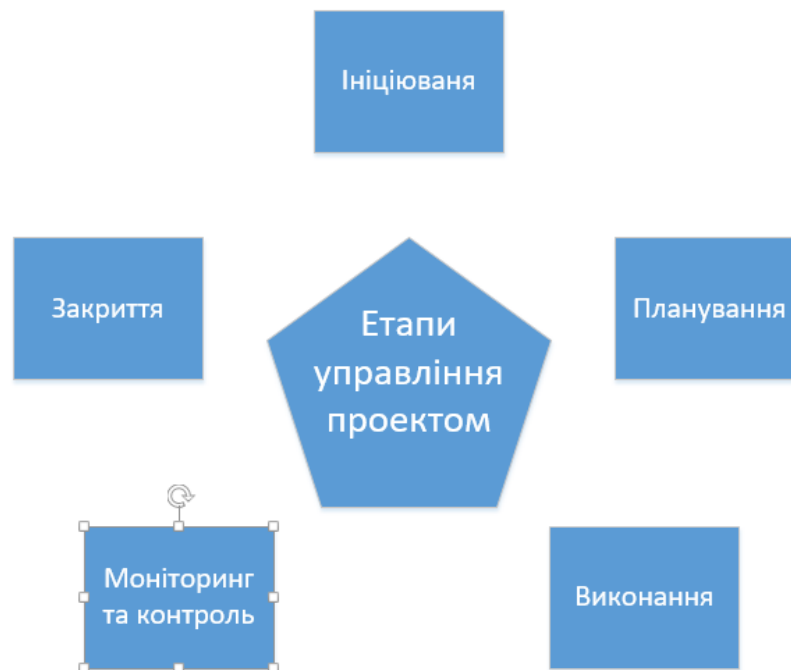 Ініціюваня
Закриття
Етапи
управління
проектом
Планування
Моніторинг
та контроль
Виконання